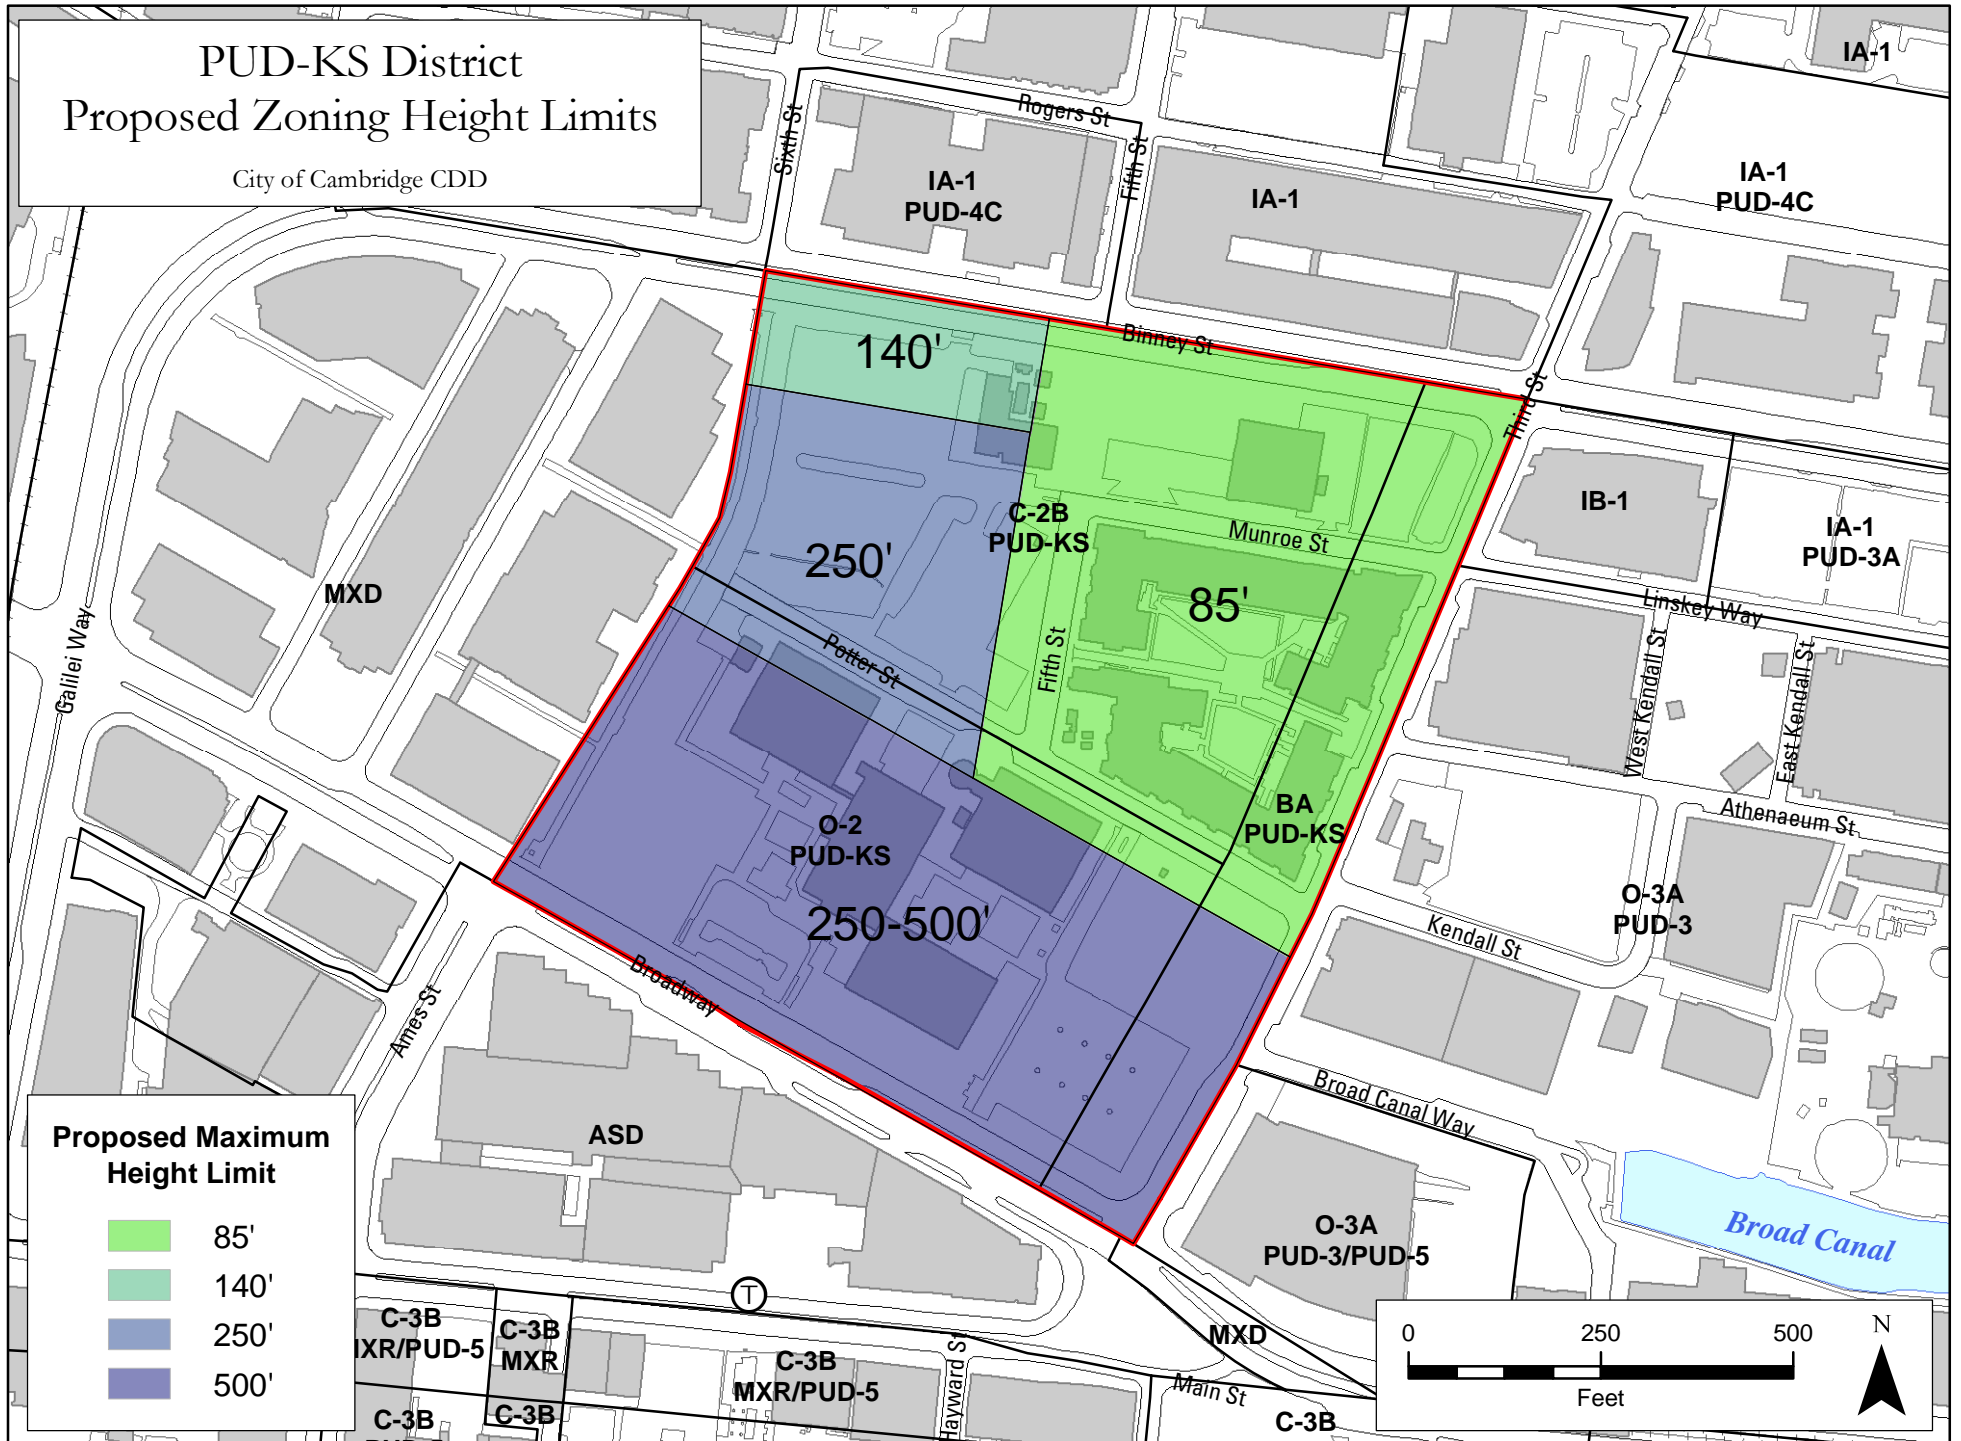 PUD-KS District
Proposed Zoning Height Limits
City of Cambridge CDD
IA-1
Rogers St
Sixth St
Fifth St
IA-1
PUD-4C
IA-1
IA-1
PUD-4C
140'
Binney St
Third St
C-2B
PUD-KS
Munroe St
IB-1
IA-1
PUD-3A
250'
85'
MXD
Linskey Way
Galilei Way
Potter St
Fifth St
West Kendall St
East Kendall St
BA
PUD-KS
Athenaeum St
O-2
PUD-KS
250-500'
O-3A
PUD-3
Kendall St
Broadway
Ames St
Broad Canal Way
ASD
O-3A
PUD-3/PUD-5
Broad Canal
Proposed Maximum
Height Limit
85'
140'
250'
500'
T
C-3B
IXR/PUD-5
C-3B
MXR
C-3B
MXR/PUD-5
C-3B
C-3B
Hayward St
MXD
Main St
C-3B
0 250 500
Feet
N